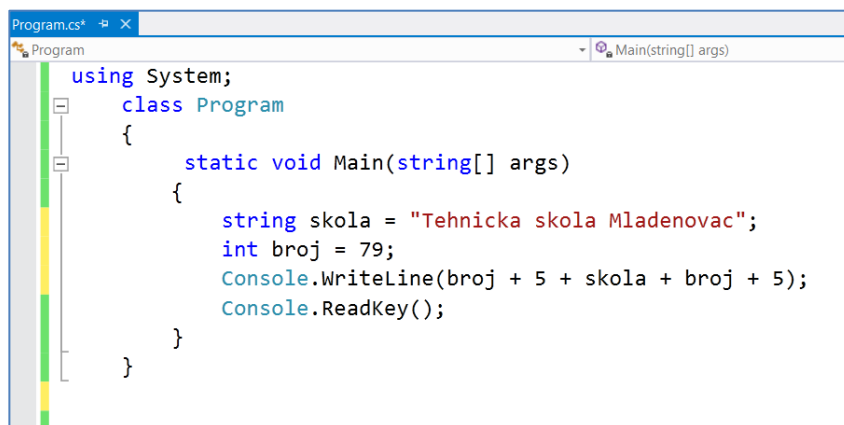 Program.cs*
Program Main(string[] args)
using System;
class Program
{
static void Main(string[] args)
{
string skola = "Tehnicka skola Mladenovac";
int broj = 79;
Console.WriteLine(broj + 5 + skola + broj + 5);
Console.ReadKey();
}
}